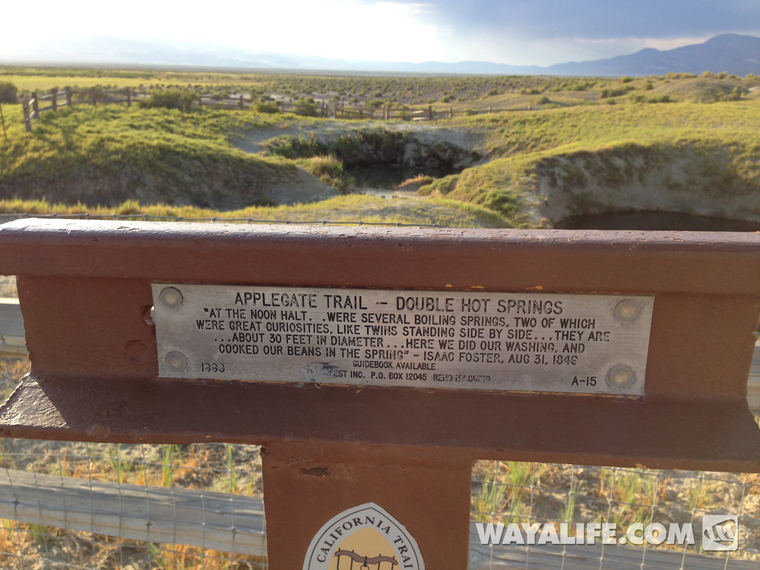 APPLEGATE TRAIL -- DOUBLE HOT SPRINGS
"AT THE NOON HALT...WERE SEVERAL BOILING SPRINGS, TWO OF WHICH
WERE GREAT CURIOSITIES, LIKE TWINS STANDING SIDE BY SIDE...THEY ARE
...ABOUT 30 FEET IN DIAMETER...HERE WE DID OUR WASHING, AND
COOKED OUR BEANS IN THE SPRING" - ISAAC FOSTER, AUG 31, 1849
GUIDEBOOK AVAILABLE
INC. P.O. BOX 12045 RENO
A-15
CALIFORNIA TRAIL
WAYALIFE.COM